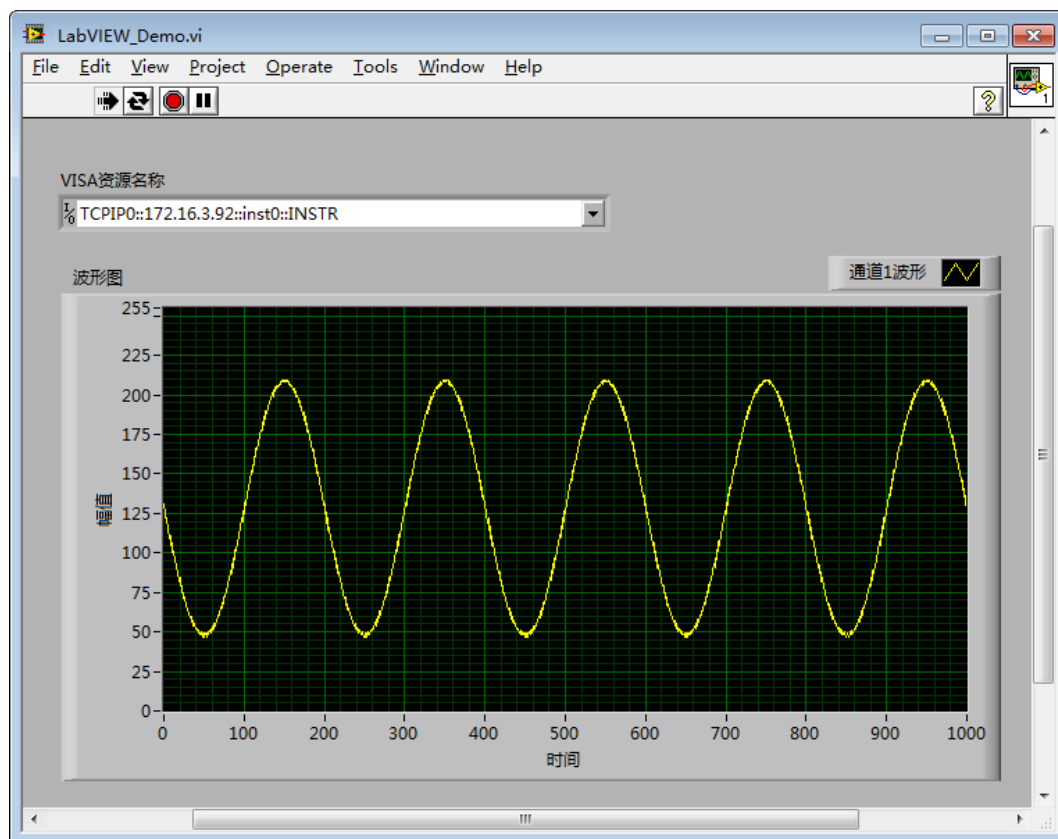 LabVIEW_Demo.vi
File Edit View Project Operate Tools Window Help
1
VISA资源名称
I/O TCPIP0::172.16.3.92::inst0::INSTR
波形图
通道1波形
255
225
200
175
150
125
100
75
50
25
0
幅值
0 100 200 300 400 500 600 700 800 900 1000
时间